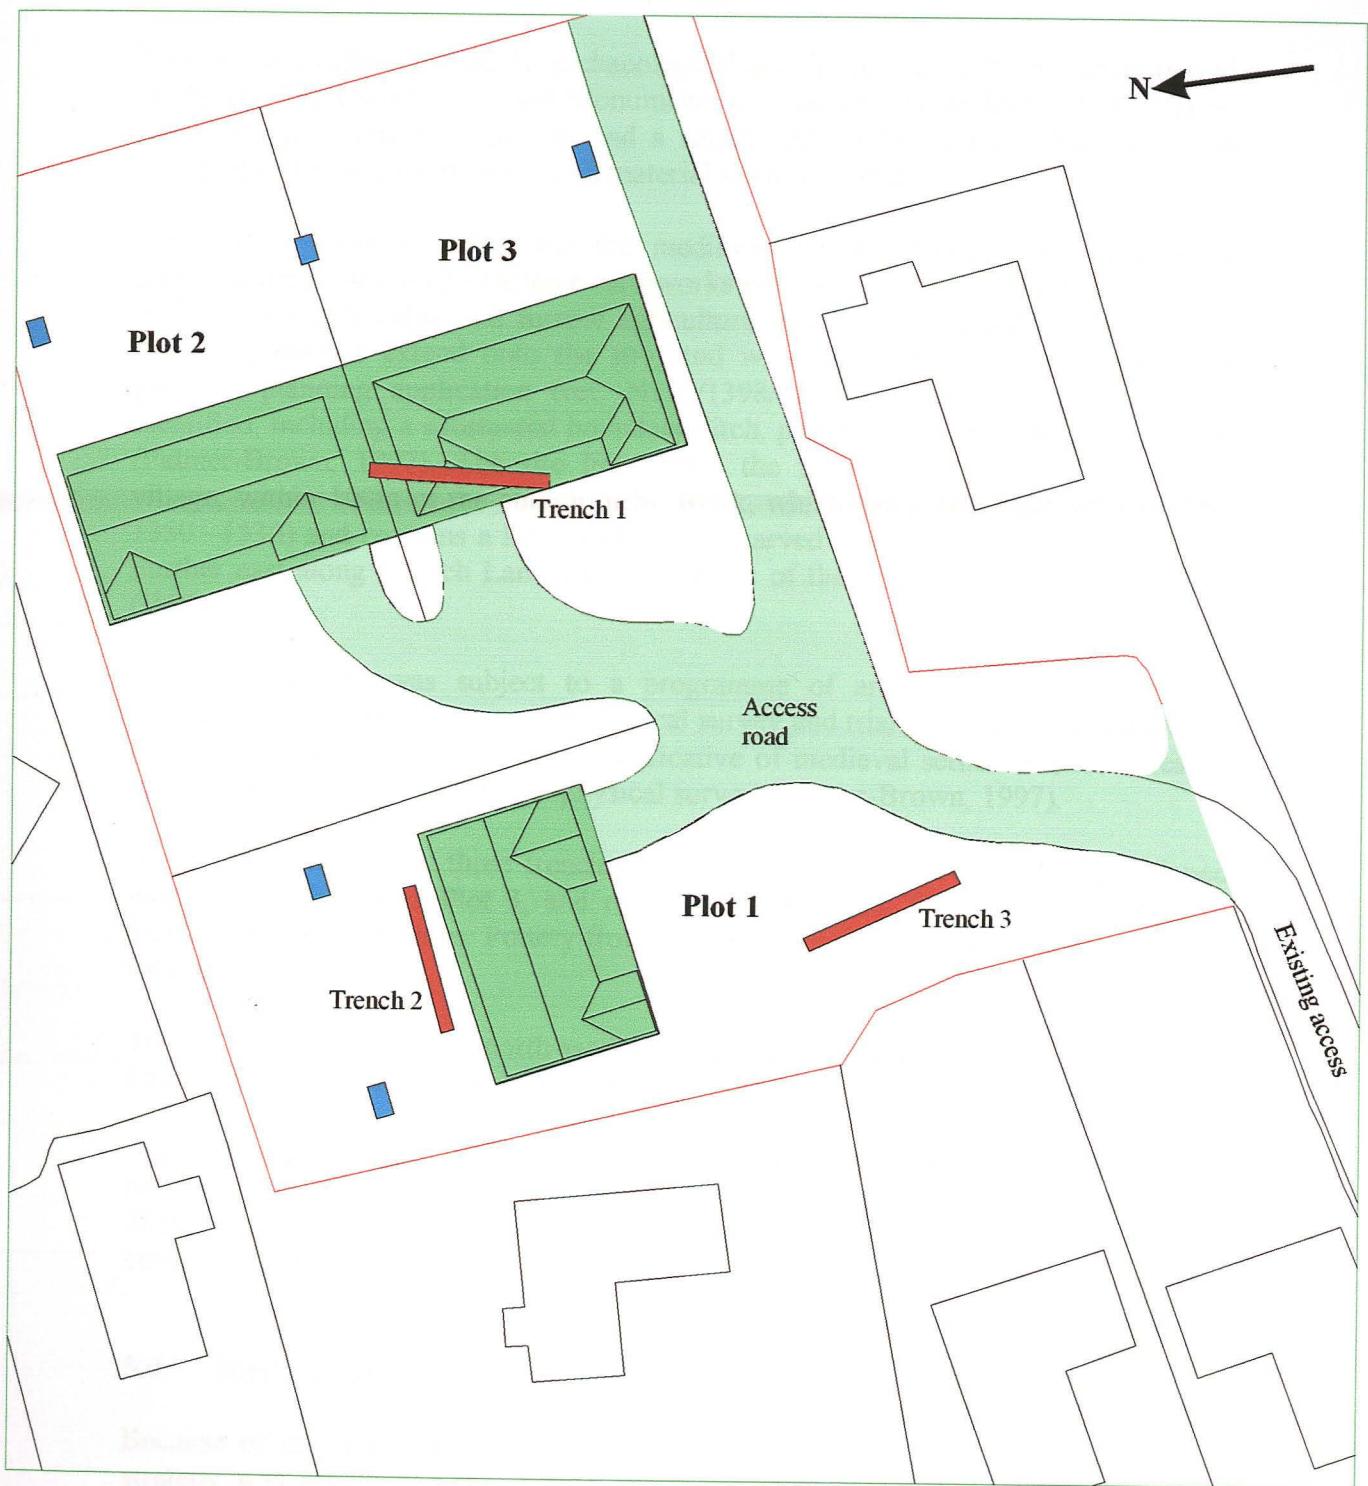 N
Plot 3
Plot 2
Trench 1
Access
road
Plot 1
Trench 3
Trench 2
Existing access